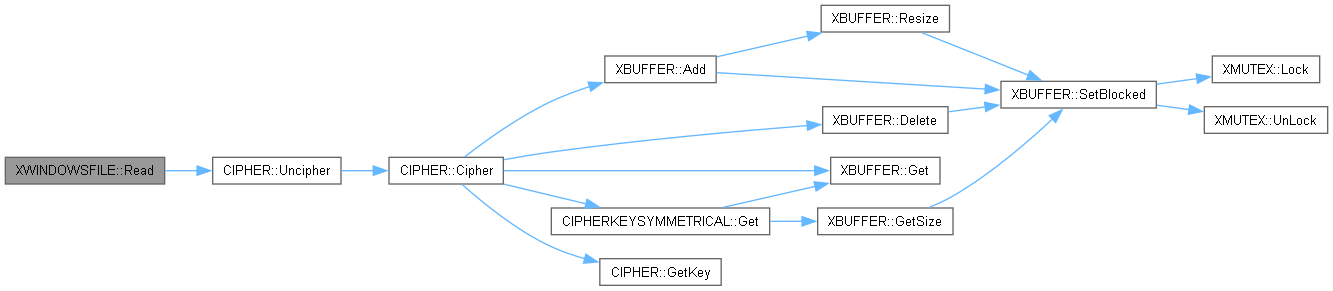 XWINDOWSFILE::Read
CIPHER::Uncipher
CIPHER::Cipher
XBUFFER::Add
XBUFFER::Resize
XBUFFER::Delete
XBUFFER::Get
CIPHERKEYSYMMETRICAL::Get
XBUFFER::GetSize
CIPHER::GetKey
XBUFFER::SetBlocked
XMUTEX::Lock
XMUTEX::UnLock